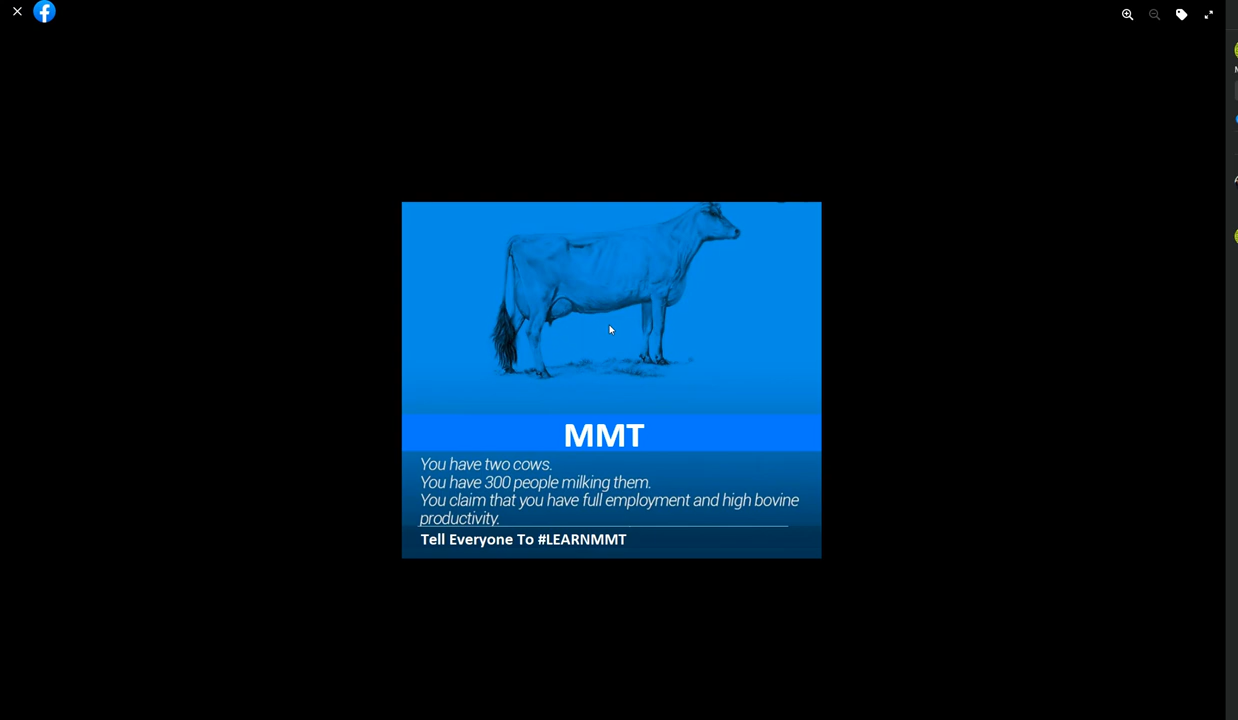 MMT
You have two cows.
You have 300 people milking them.
You claim that you have full employment and high bovine
productivity.
Tell Everyone To #LEARNMMT